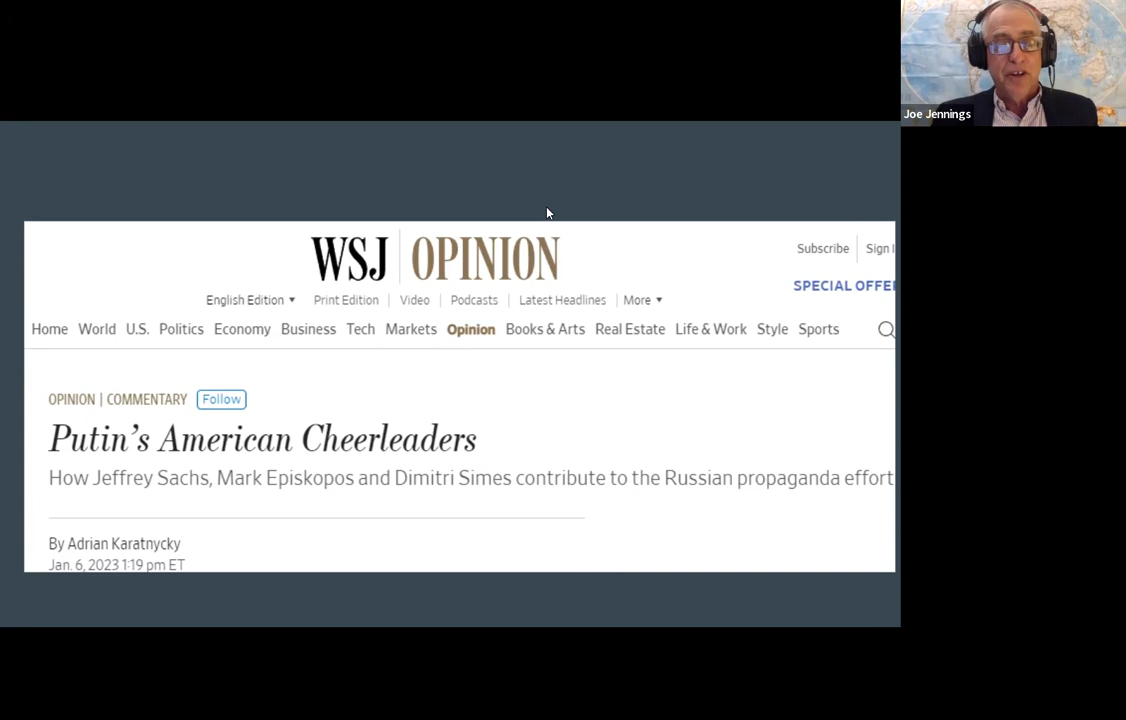 Joe Jennings
WSJ OPINION
Subscribe Sign
SPECIAL
English Edition Print Edition Video Podcasts Latest Headlines More
Home World U.S. Politics Economy Business Tech Markets Opinion Books & Arts Real Estate Life & Work Style Sports
OPINION | COMMENTARY Follow
Putin's American Cheerleaders
How Jeffrey Sachs, Mark Episkopos and Dimitri Simes contribute to the Russian propaganda effort
By Adrian Karatnycky
Jan. 6, 2023 1:19 pm ET